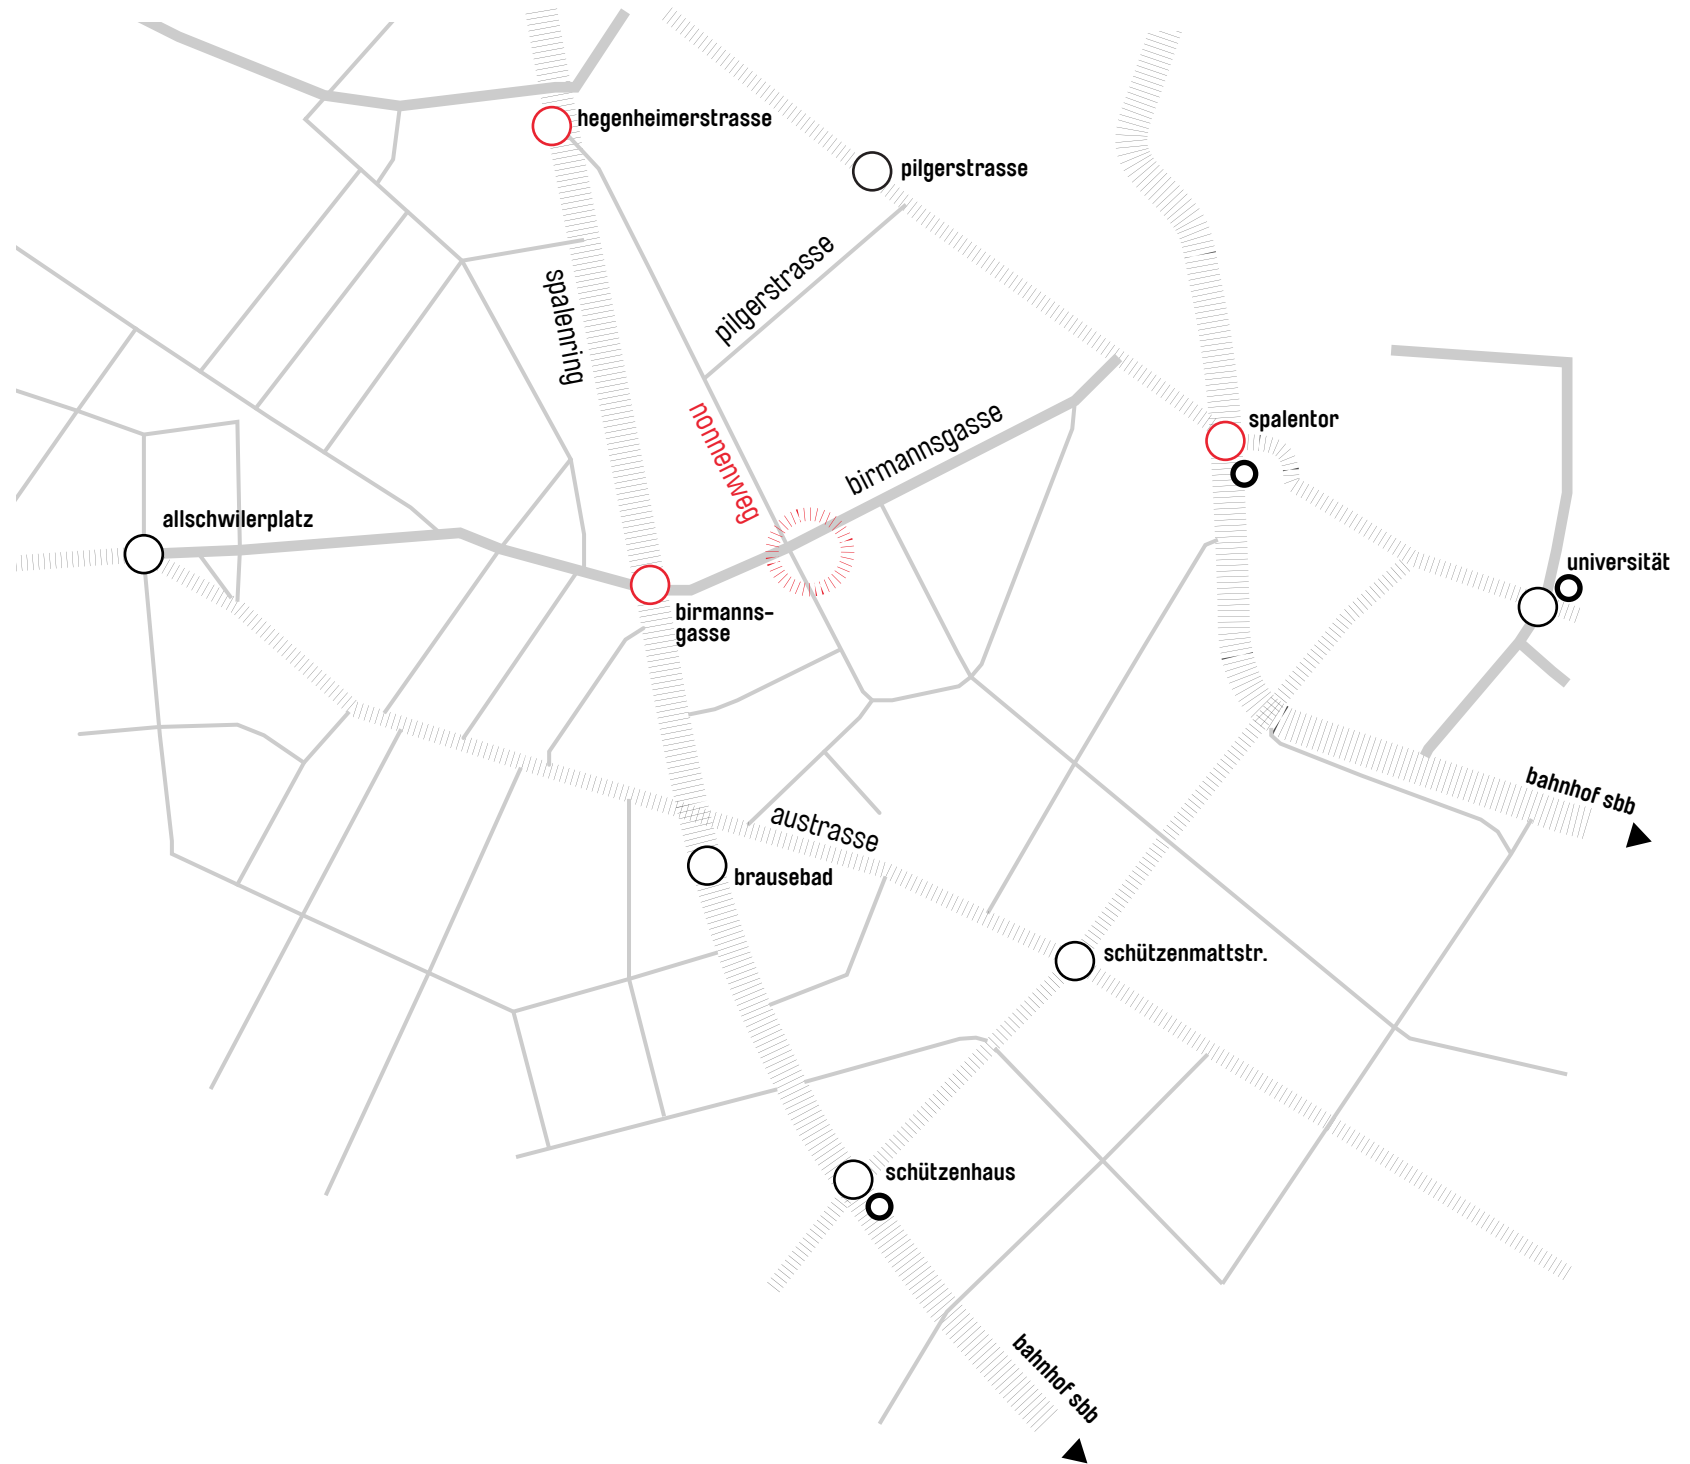 hegenheimerstrasse
pilgerstrasse
pilgerstrasse
spalenring
nonnenweg
birmannsgasse
spalentor
allschwilerplatz
universität
birmanns-
gasse
bahnhof sbb
austrasse
brausebad
schützenmattstr.
schützenhaus
bahnhof sbb